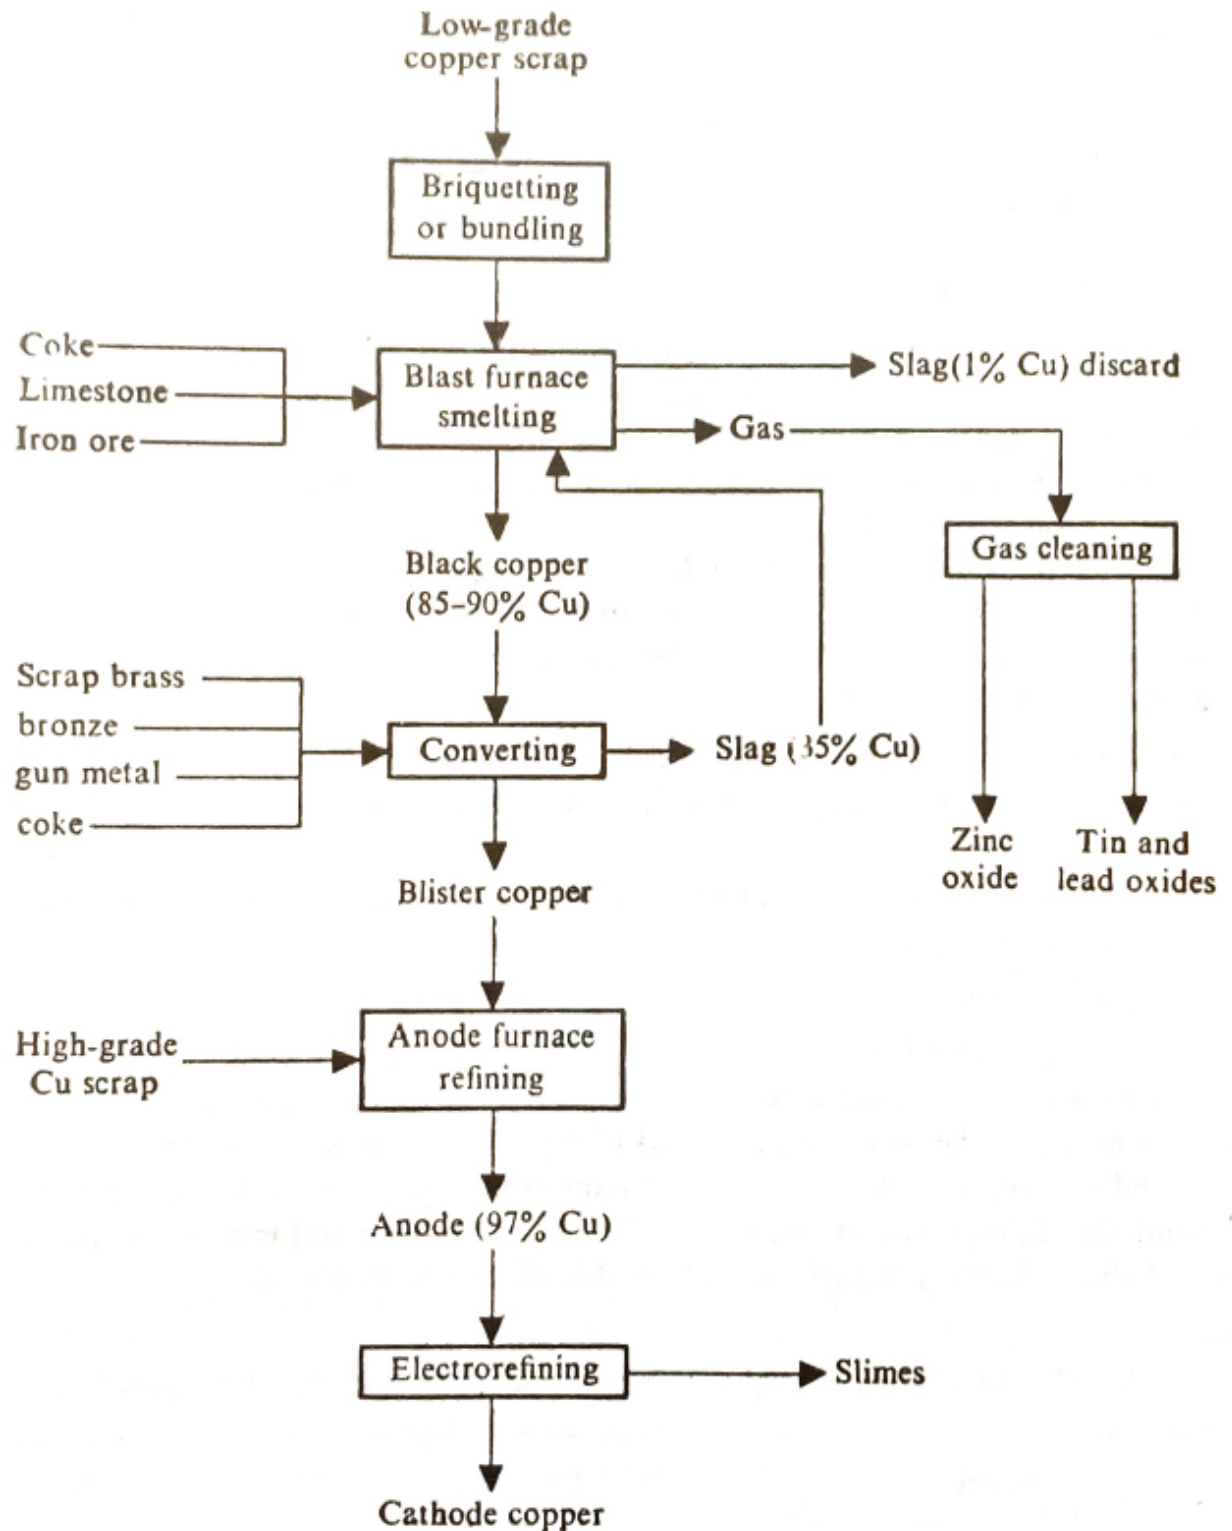 Low-grade
copper scrap
Briquetting
or bundling
Coke
Limestone
Iron ore
Blast furnace
smelting
Slag(1% Cu) discard
Gas
Gas cleaning
Black copper
(85-90% Cu)
Scrap brass
bronze
gun metal
coke
Converting
Slag (35% Cu)
Zinc
oxide
Tin and
lead oxides
Blister copper
High-grade
Cu scrap
Anode furnace
refining
Anode (97% Cu)
Electrorefining
Slimes
Cathode copper